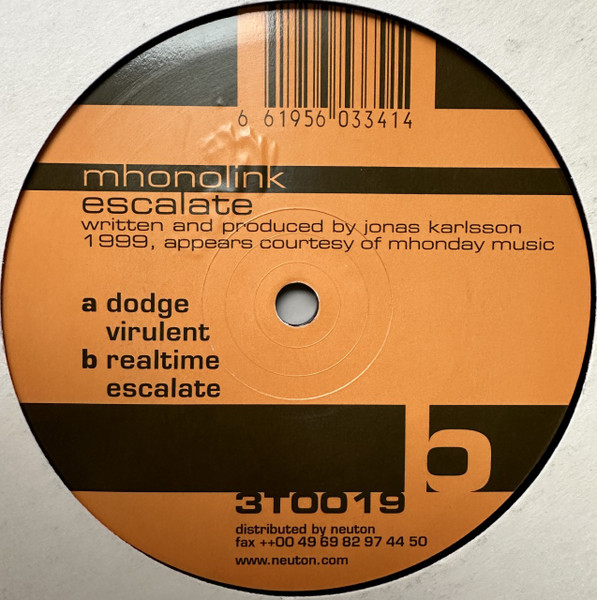 6 61956 033414
mhonolink
escalate
written and produced by jonas karlsson
1999, appears courtesy of mhonday music
a dodge
virulent
b realtime
escalate
b
3TO019
distributed by neuton
fax ++00 49 69 82 97 44 50
www.neuton.com